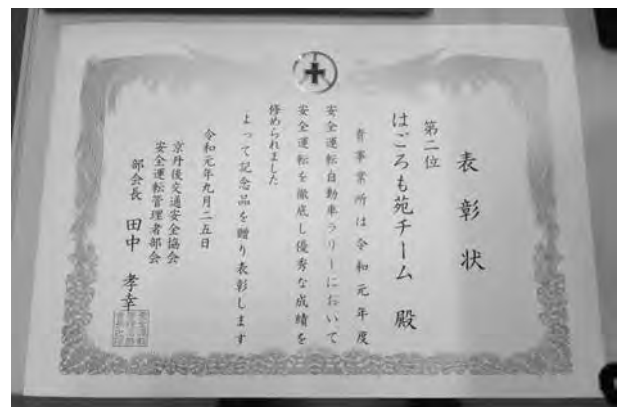 表彰状
第二位
はごろも苑チーム 殿
貴事業所は令和元年度
安全運転自動車ラリーにおいて
安全運転を徹底し優秀な成績を
修められました
よって記念品を贈り表彰します
令和元年九月二五日
京丹後交通安全協会
安全運転管理者部会
部会長 田中 孝幸